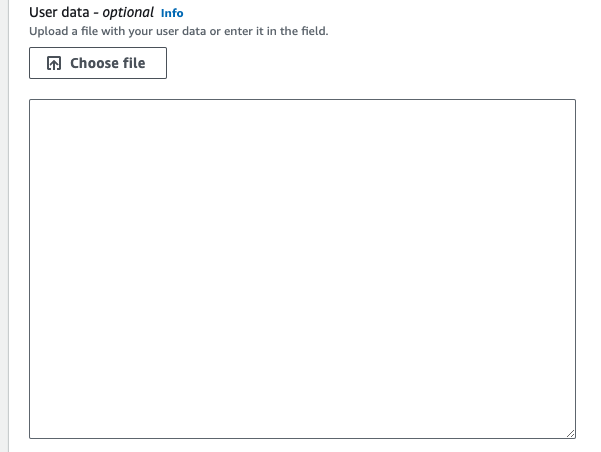 User data - optional Info
Upload a file with your user data or enter it in the field.
Choose file